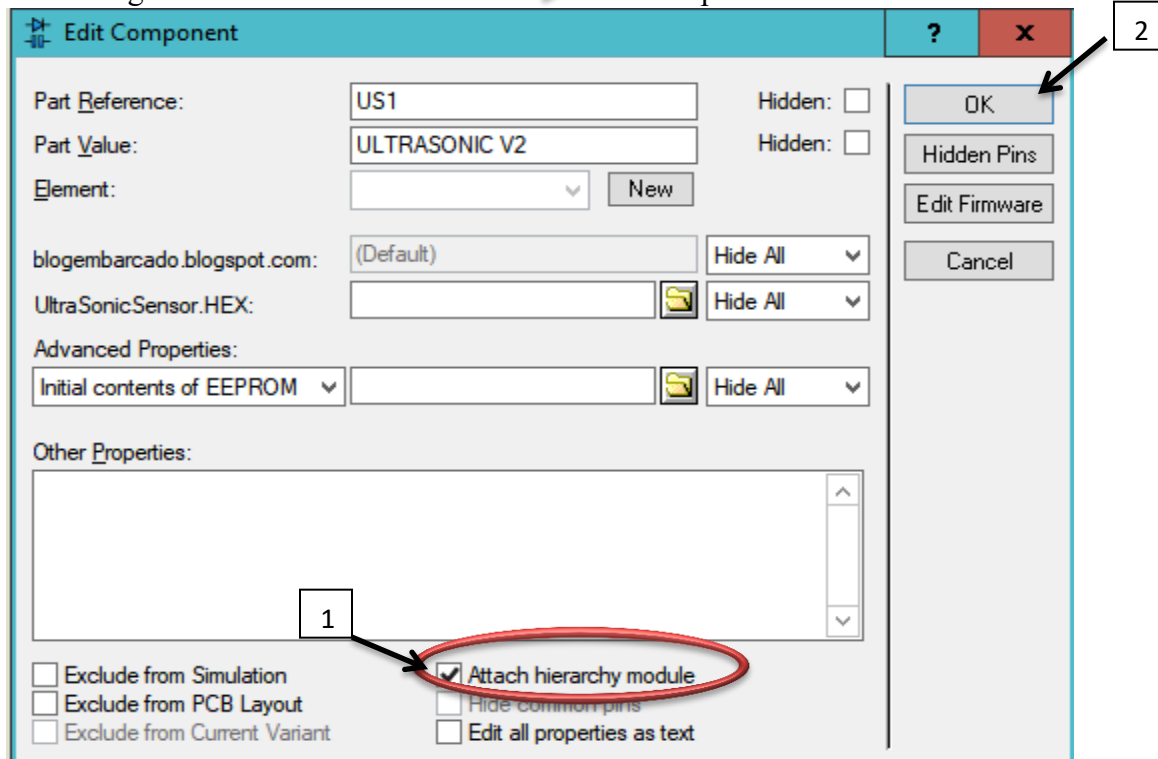 Edit Component
?
x
2
Part Reference:
US1
Hidden:
OK
Part Value:
ULTRASONIC V2
Hidden:
Hidden Pins
Element:
New
Edit Firmware
blogembarcado.blogspot.com:
(Default)
Hide All
Cancel
UltraSonicSensor.HEX:
Hide All
Advanced Properties:
Initial contents of EEPROM
Hide All
Other Properties:
1
Exclude from Simulation
Attach hierarchy module
Exclude from PCB Layout
Hide common pins
Exclude from Current Variant
Edit all properties as text